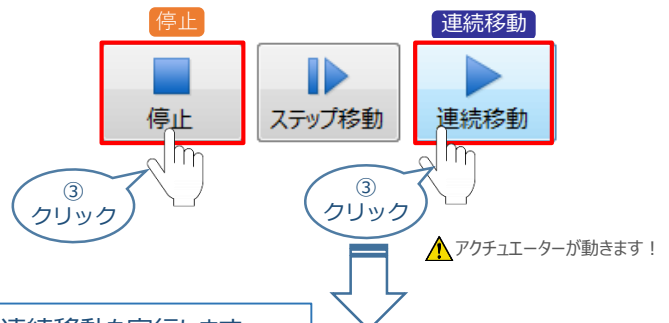 停止
連続移動
停止
ステップ移動
連続移動
③
クリック
③
クリック
アクチュエーターが動きます！